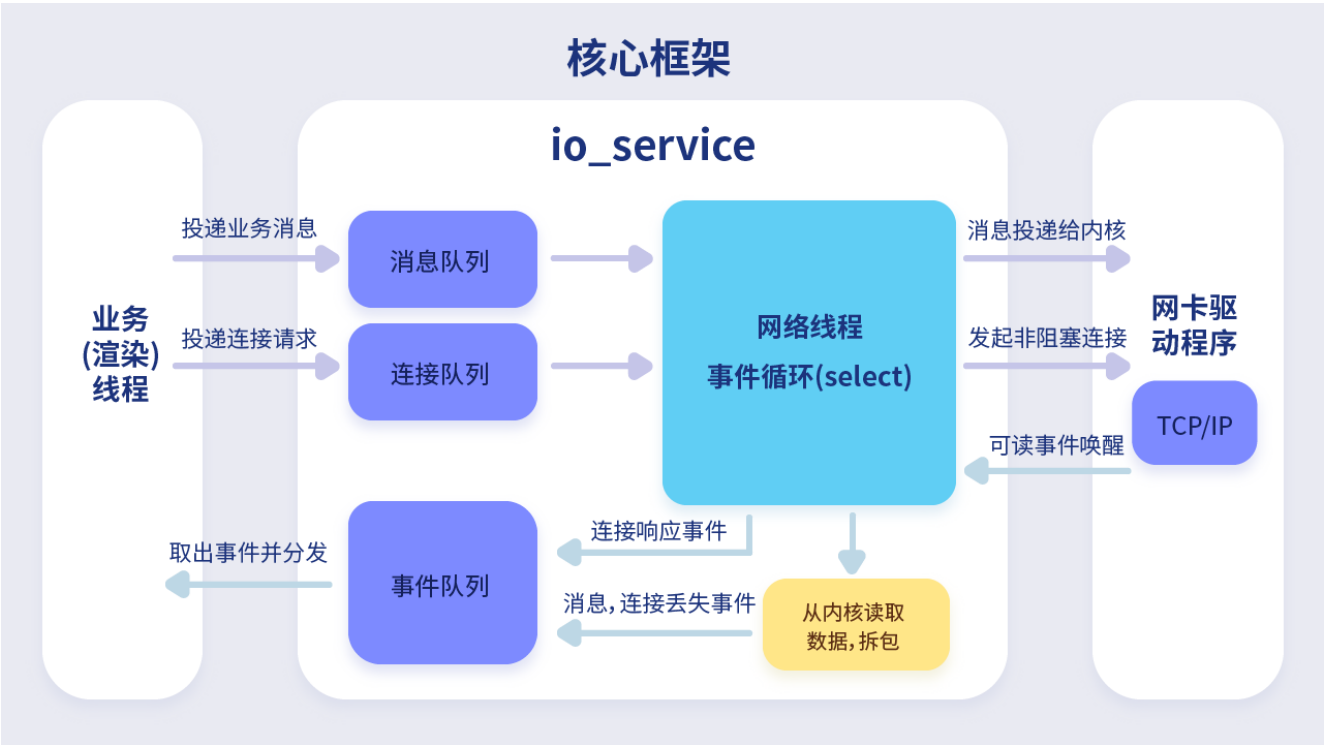 核心框架
io_service
业务
(渲染)
线程
投递业务消息
投递连接请求
取出事件并分发
消息队列
连接队列
事件队列
网络线程
事件循环(select)
连接响应事件
消息,连接丢失事件
从内核读取
数据,拆包
消息投递给内核
发起非阻塞连接
可读事件唤醒
网卡驱
动程序
TCP/IP